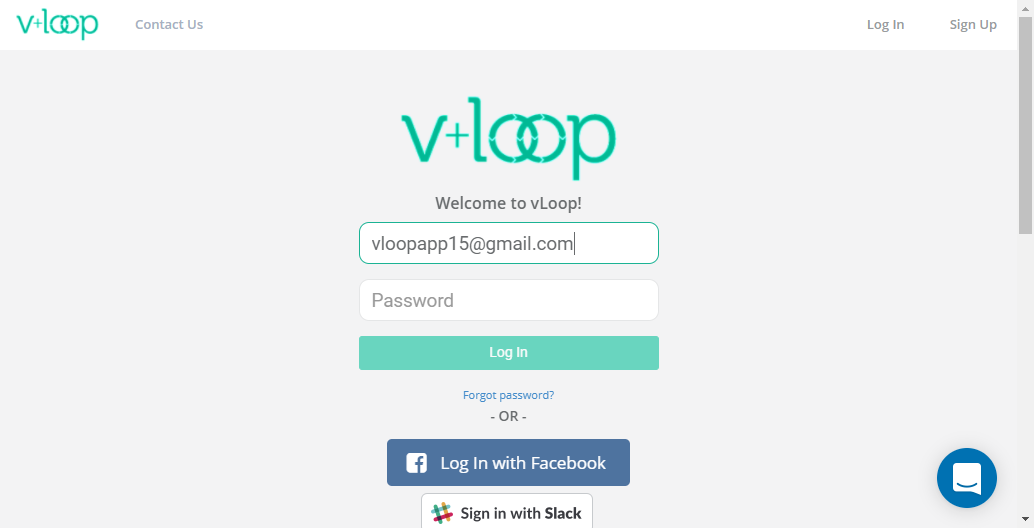 v+loop
Contact Us
Log In
Sign Up
v+loop
Welcome to vLoop!
vloopapp15@gmail.com
Password
Log In
Forgot password?
- OR -
Log In with Facebook
Sign in with Slack